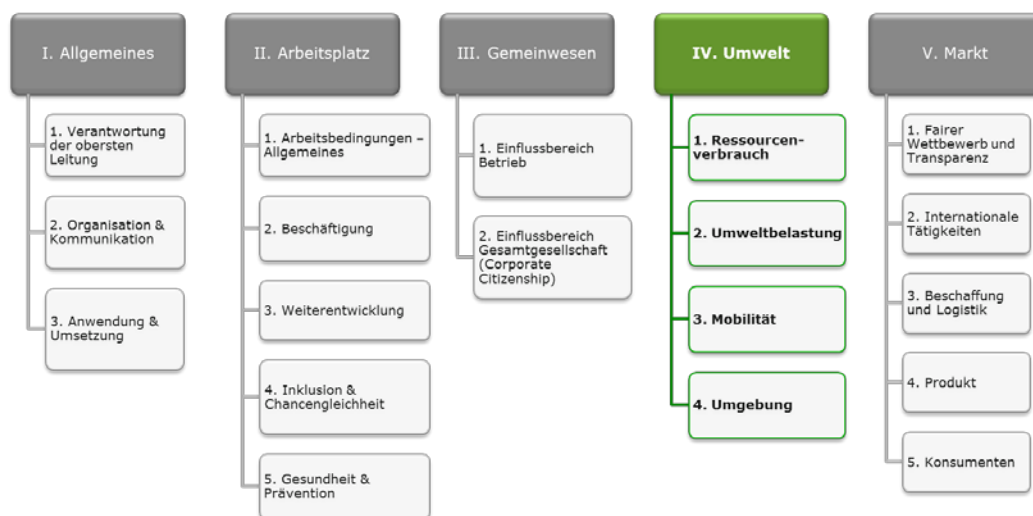 I. Allgemeines
1. Verantwortung
der obersten
Leitung
2. Organisation &
Kommunikation
3. Anwendung &
Umsetzung
II. Arbeitsplatz
1. Arbeitsbedingungen –
Allgemeines
2. Beschäftigung
3. Weiterentwicklung
4. Inklusion &
Chancengleichheit
5. Gesundheit &
Prävention
III. Gemeinwesen
1. Einflussbereich
Betrieb
2. Einflussbereich
Gesamtgesellschaft
(Corporate
Citizenship)
IV. Umwelt
1. Ressourcen-
verbrauch
2. Umweltbelastung
3. Mobilität
4. Umgebung
V. Markt
1. Fairer
Wettbewerb und
Transparenz
2. Internationale
Tätigkeiten
3. Beschaffung
und Logistik
4. Produkt
5. Konsumenten